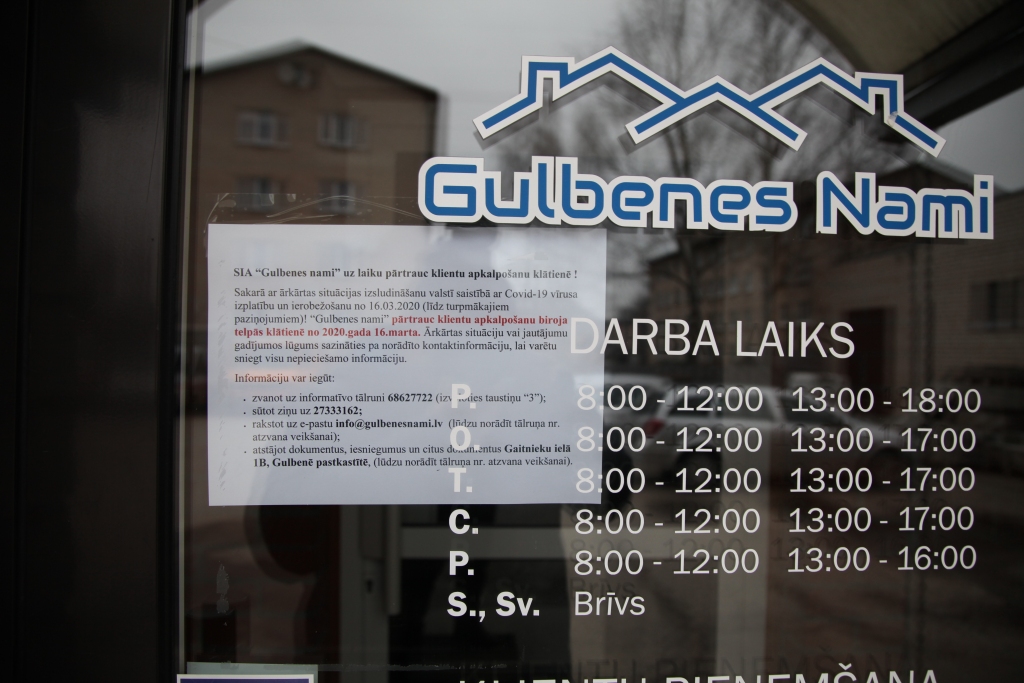 Gulbenes Nami
SIA “Gulbenes nami” uz laiku pārtrauc klientu apkalpošanu klātienē !
Sakarā ar ārkārtas situācijas izsludināšanu valstī saistībā ar Covid-19 vīrusa
izplatību un ierobežošanu no 16.03.2020 (līdz turpmākajiem
paziņojumiem)! “Gulbenes nami” pārtrauc klientu apkalpošanu biroja
telpās klātienē no 2020.gada 16.marta. Ārkārtas situāciju vai jautājumu
gadījumos lūgums sazināties pa norādīto kontaktinformāciju, lai varētu
sniegt visu nepieciešamo informāciju.
Informāciju var iegūt:
• zvanot uz informatīvo tālruni 68627722 (izvēloties taustiņu “3”);
• sūtot ziņu uz 27333162;
• rakstot uz e-pastu info@gulbenesnami.lv (lūdzu norādīt tālruņa nr.
atzvana veikšanai);
• atstājot dokumentus, iesniegumus un citus dokumentus Gaitnieku ielā
1B, Gulbenē pastkastītē, (lūdzu norādīt tālruņa nr. atzvana veikšanai).
DARBA LAIKS
P. 8:00 - 12:00 13:00 - 18:00
O. 8:00 - 12:00 13:00 - 17:00
T. 8:00 - 12:00 13:00 - 17:00
C. 8:00 - 12:00 13:00 - 17:00
P. 8:00 - 12:00 13:00 - 16:00
S., Sv. Brīvs
KLIENTU PIEŅEMŠANA